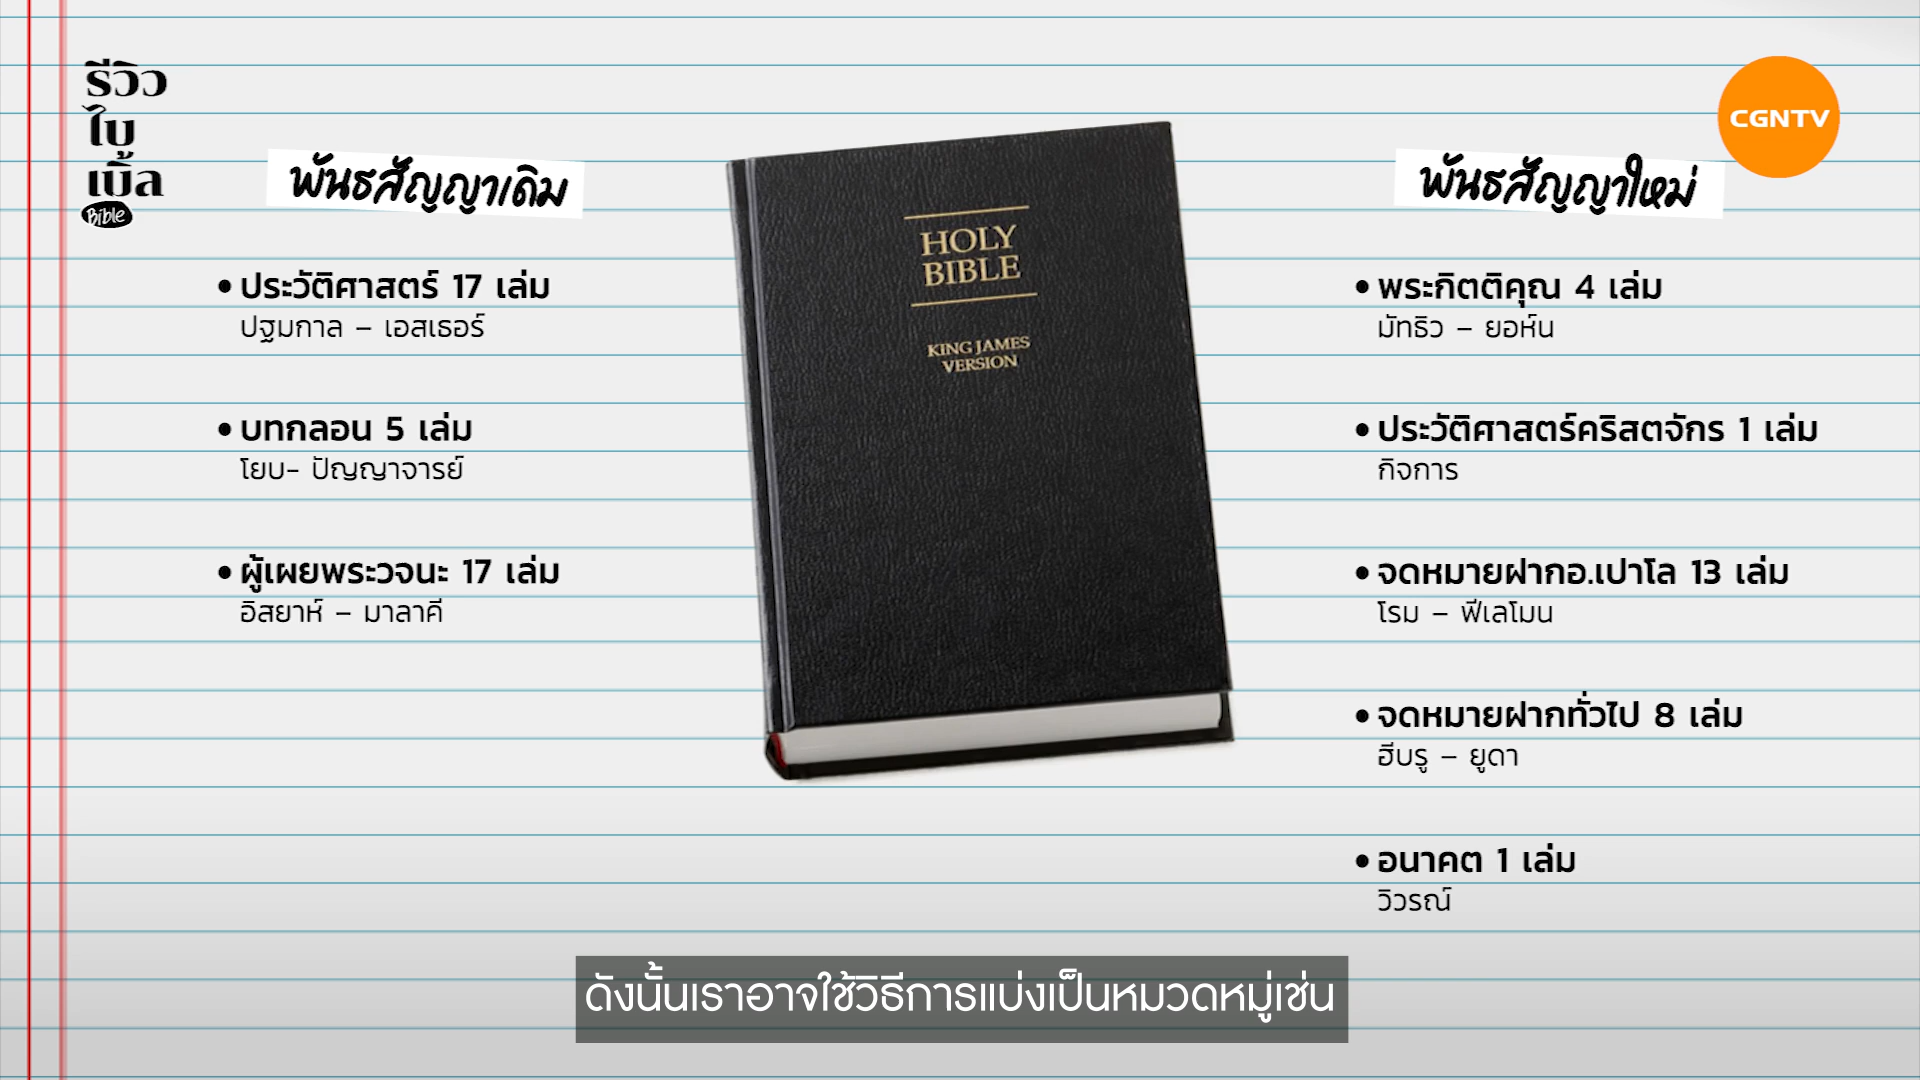 รีวิว
ไบ
เบิ้ล
Bible
CGNTV
พันธสัญญาเดิม
• ประวัติศาสตร์ 17 เล่ม
ปฐมกาล – เอสเธอร์
• บทกลอน 5 เล่ม
โยบ- ปัญญาจารย์
• ผู้เผยพระวจนะ 17 เล่ม
อิสยาห์ – มาลาคี
HOLY
BIBLE
KING JAMES
VERSION
พันธสัญญาใหม่
• พระกิตติคุณ 4 เล่ม
มัทธิว – ยอห์น
• ประวัติศาสตร์คริสตจักร 1 เล่ม
กิจการ
• จดหมายฝากอ.เปาโล 13 เล่ม
โรม – ฟีเลโมน
• จดหมายฝากทั่วไป 8 เล่ม
ฮีบรู – ยูดา
• อนาคต 1 เล่ม
วิวรณ์
ดังนั้นเราอาจใช้วิธีการแบ่งเป็นหมวดหมู่เช่น